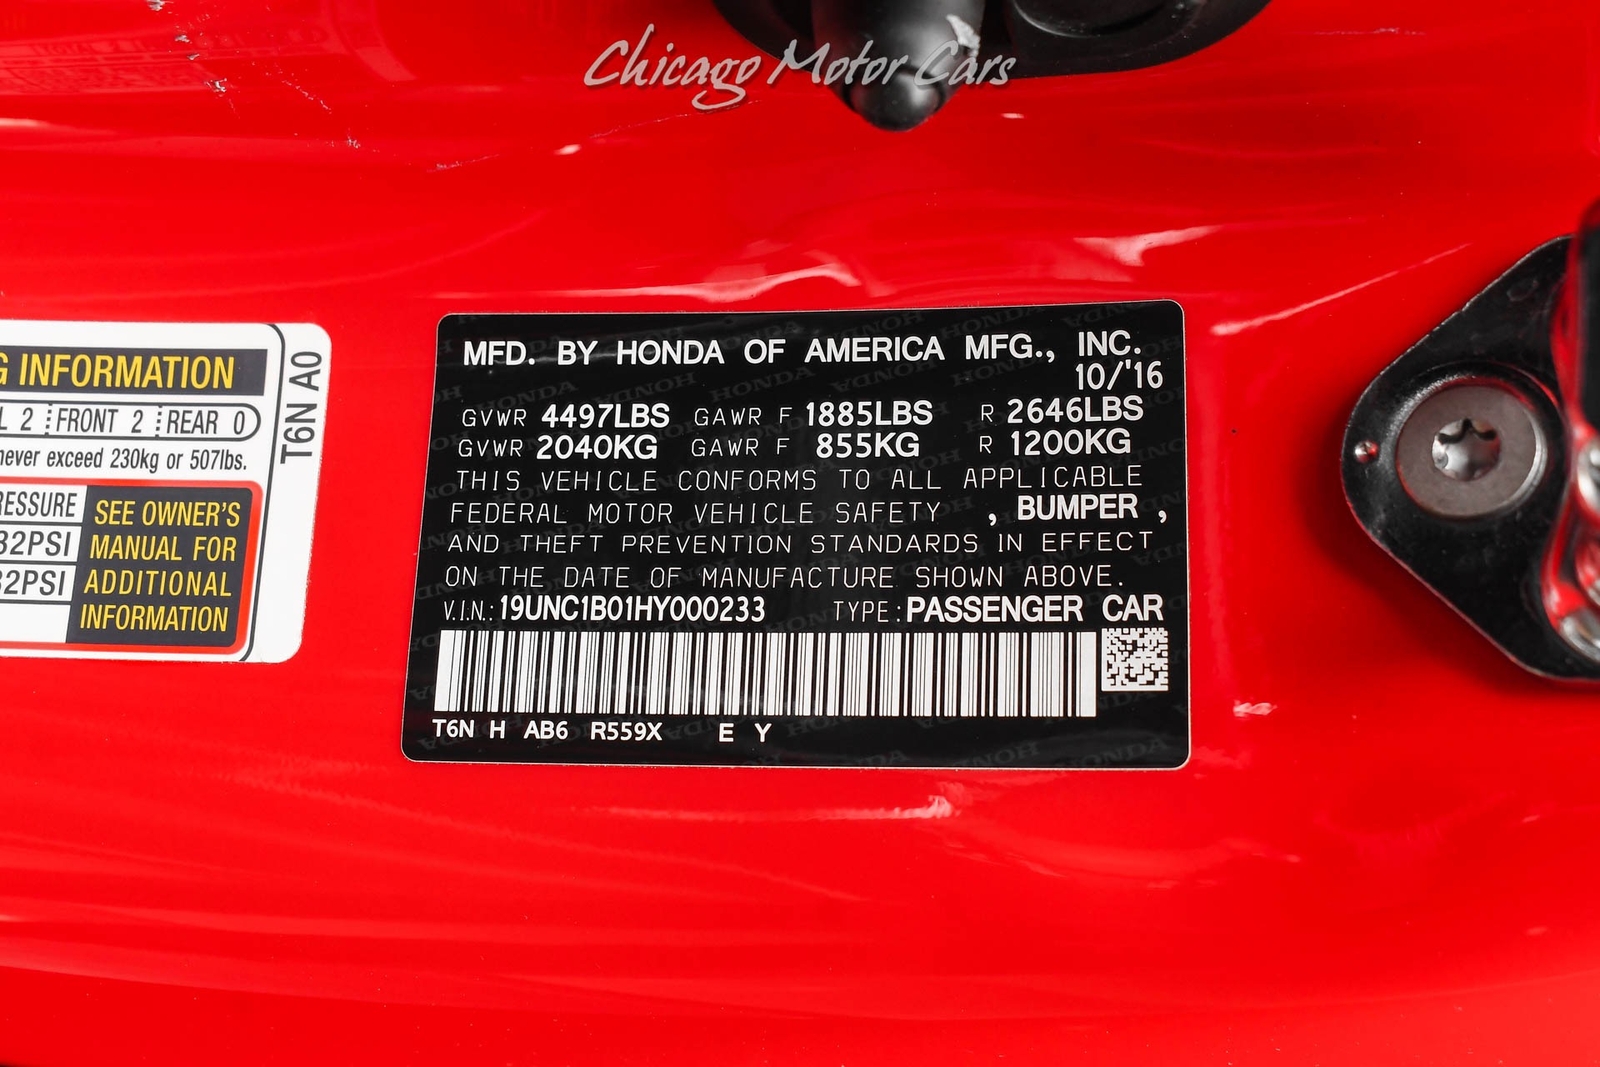 Chicago Motor Cars
G INFORMATION
L 2 FRONT 2 REAR 0
never exceed 230kg or 507lbs.
RESSURE
32PSI
32PSI
SEE OWNER'S
MANUAL FOR
ADDITIONAL
INFORMATION
T6N A0
MFD. BY HONDA OF AMERICA MFG., INC.
10/'16
GVWR 4497LBS GAWR F 1885LBS R 2646LBS
GVWR 2040KG GAWR F 855KG R 1200KG
THIS VEHICLE CONFORMS TO ALL APPLICABLE
FEDERAL MOTOR VEHICLE SAFETY , BUMPER ,
AND THEFT PREVENTION STANDARDS IN EFFECT
ON THE DATE OF MANUFACTURE SHOWN ABOVE.
V.I.N.: 19UNC1B01HY000233 TYPE: PASSENGER CAR
T6N H AB6 R559X E Y